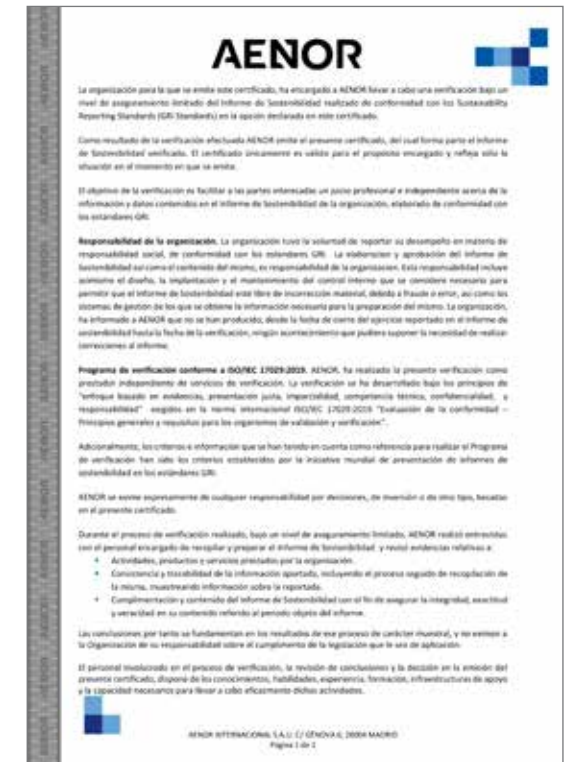 AENOR
La organización para la que se emite este certificado, ha encargado a AENOR llevar a cabo una verificación bajo un
nivel de aseguramiento limitado del Informe de Sostenibilidad realizado de conformidad con los Sustainability
Reporting Standards (GRI Standards) en la opción declarada en este certificado.
Como resultado de la verificación efectuada AENOR emite el presente certificado, del cual forma parte el Informe
de Sostenibilidad verificado. El certificado únicamente es válido para el propósito encargado y refleja sólo la
situación en el momento en que se emite.
El objetivo de la verificación es facilitar a las partes interesadas un juicio profesional e independiente acerca de la
información y datos contenidos en el Informe de Sostenibilidad de la organización, elaborado de conformidad con
los estándares GRI.
Responsabilidad de la organización. La organización tuvo la voluntad de reportar su desempeño en materia de
responsabilidad social, de conformidad con los estándares GRI. La elaboración y aprobación del Informe de
Sostenibilidad así como el contenido del mismo, es responsabilidad de la organización. Esta responsabilidad incluye
asimismo el diseño, la implantación y el mantenimiento del control interno que se considere necesario para
permitir que el Informe de Sostenibilidad esté libre de incorrección material, debida a fraude o error, así como los
sistemas de gestión de los que se obtiene la información necesaria para la preparación del mismo. La organización,
ha informado a AENOR que no se han producido, desde la fecha de cierre del ejercicio reportado en el informe de
sostenibilidad hasta la fecha de la verificación, ningún acontecimiento que pudiera suponer la necesidad de realizar
correcciones al informe.
Programa de verificación conforme a ISO/IEC 17029:2019. AENOR, ha realizado la presente verificación como
prestador independiente de servicios de verificación. La verificación se ha desarrollado bajo los principios de
"enfoque basado en evidencias, presentación justa, imparcialidad, competencia técnica, confidencialidad, y
responsabilidad" exigidos en la norma internacional ISO/IEC 17029:2019 "Evaluación de la conformidad –
Principios generales y requisitos para los organismos de validación y verificación".
Adicionalmente, los criterios e información que se han tenido en cuenta como referencia para realizar el Programa
de verificación han sido los criterios establecidos por la iniciativa mundial de presentación de informes de
sostenibilidad en los estándares GRI.
AENOR se exime expresamente de cualquier responsabilidad por decisiones, de inversión o de otro tipo, basadas
en el presente certificado.
Durante el proceso de verificación realizado, bajo un nivel de aseguramiento limitado, AENOR realizó entrevistas
con el personal encargado de recopilar y preparar el Informe de Sostenibilidad y revisó evidencias relativas a:
• Actividades, productos y servicios prestados por la organización.
• Consistencia y trazabilidad de la información aportada, incluyendo el proceso seguido de recopilación de
la misma, muestreando información sobre la reportada.
• Cumplimentación y contenido del Informe de Sostenibilidad con el fin de asegurar la integridad, exactitud
y veracidad en su contenido referido al periodo objeto del informe.
Las conclusiones por tanto se fundamentan en los resultados de ese proceso de carácter muestral, y no eximen a
la Organización de su responsabilidad sobre el cumplimiento de la legislación que le sea de aplicación.
El personal involucrado en el proceso de verificación, la revisión de conclusiones y la decisión en la emisión del
presente certificado, dispone de los conocimientos, habilidades, experiencia, formación, infraestructuras de apoyo
y la capacidad necesarios para llevar a cabo eficazmente dichas actividades.
AENOR INTERNACIONAL S.A.U. C/ GÉNOVA 6, 28004 MADRID
Página 2 de 2